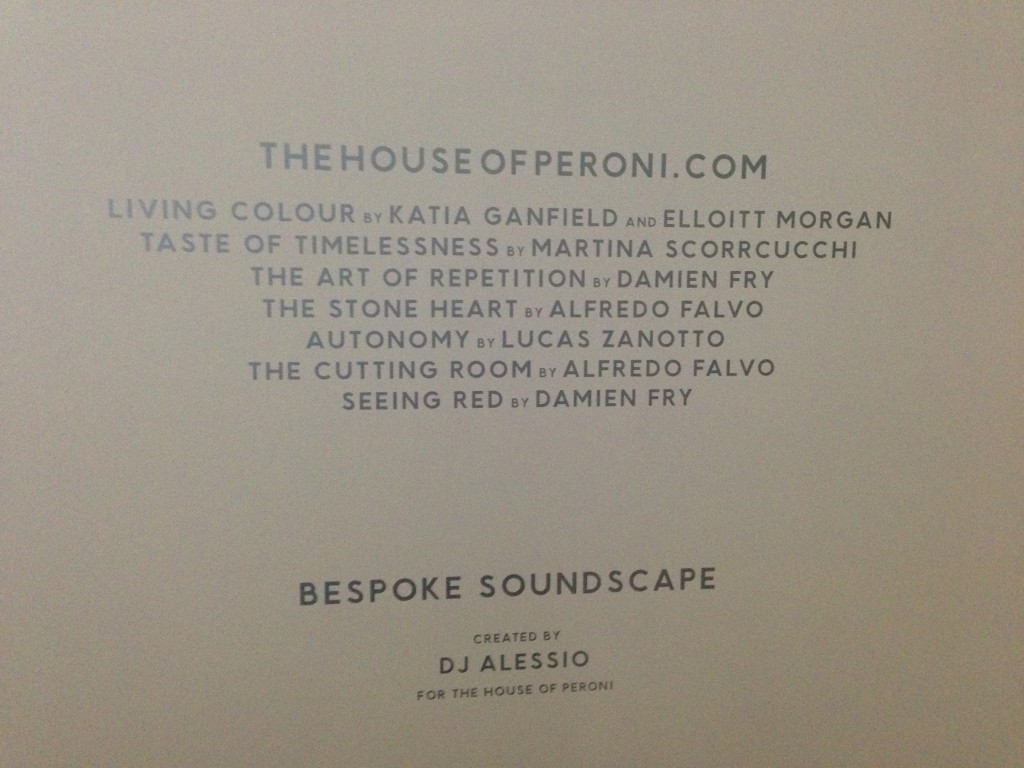 THEHOUSEOFPERONI.COM
LIVING COLOUR BY KATIA GANFIELD AND ELLOITT MORGAN
TASTE OF TIMELESSNESS BY MARTINA SCORRCUCCHI
THE ART OF REPETITION BY DAMIEN FRY
THE STONE HEART BY ALFREDO FALVO
AUTONOMY BY LUCAS ZANOTTO
THE CUTTING ROOM BY ALFREDO FALVO
SEEING RED BY DAMIEN FRY
BESPOKE SOUNDSCAPE
CREATED BY
DJ ALESSIO
FOR THE HOUSE OF PERONI